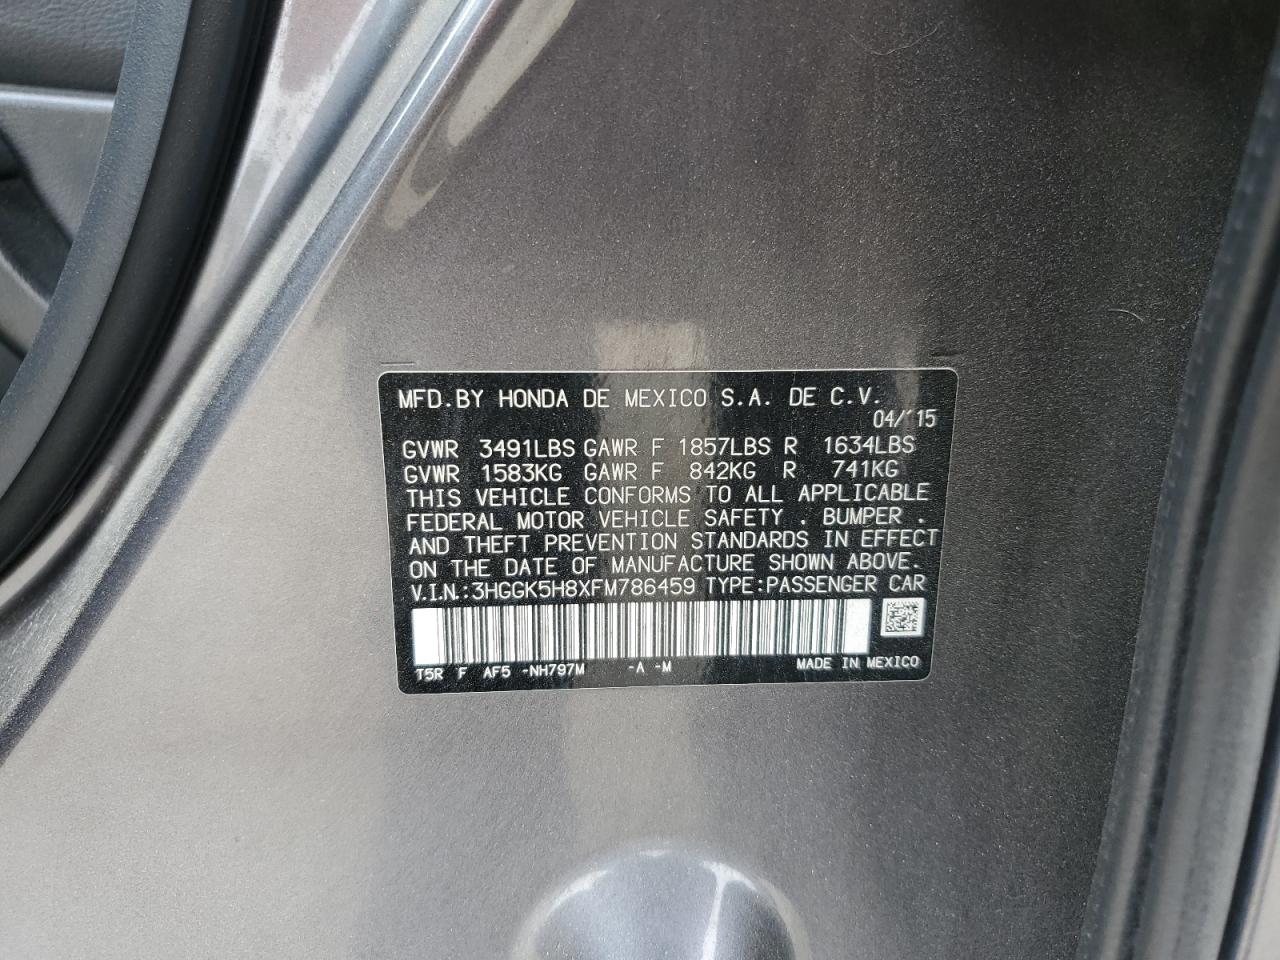 MFD.BY HONDA DE MEXICO S.A. DE C.V.
04/15
GVWR 3491LBS GAWR F 1857LBS R 1634LBS
GVWR 1583KG GAWR F 842KG R 741KG
THIS VEHICLE CONFORMS TO ALL APPLICABLE
FEDERAL MOTOR VEHICLE SAFETY . BUMPER .
AND THEFT PREVENTION STANDARDS IN EFFECT
ON THE DATE OF MANUFACTURE SHOWN ABOVE.
V.I.N.:3HGGK5H8XFM786459 TYPE:PASSENGER CAR
T5R F AF5 -NH797M -A -M MADE IN MEXICO